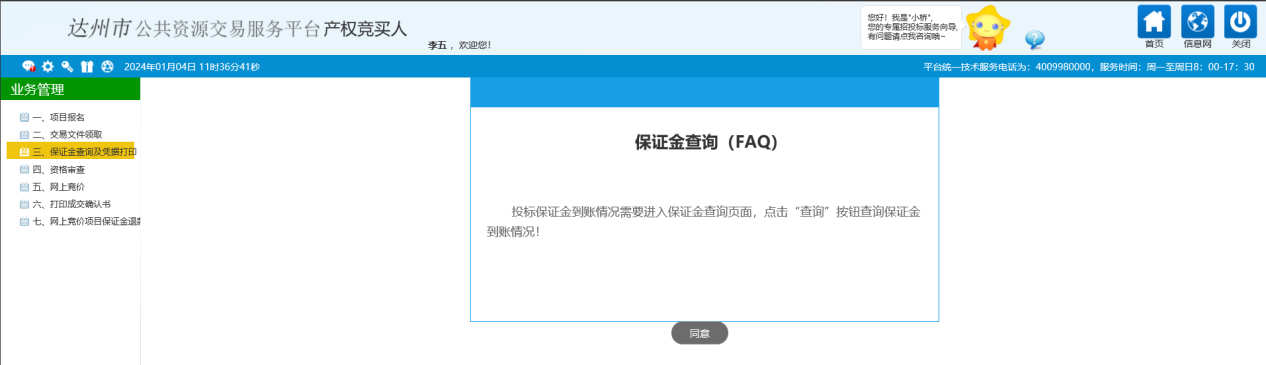 达州市公共资源交易服务平台产权竞买人
李五，欢迎您!
您好！我是"小桥"，
您的专属招投标服务向导，
有问题请点我咨询哦~
首页
信息网
关闭
2024年01月04日 11时36分41秒
平台统一技术服务电话为：4009980000，服务时间：周一至周日8：00-17：30
业务管理
一、项目报名
二、交易文件领取
三、保证金查询及凭据打印
四、资格审查
五、网上竞价
六、打印成交确认书
七、网上竞价项目保证金退
保证金查询（FAQ）
投标保证金到账情况需要进入保证金查询页面，点击“查询”按钮查询保证金
到账情况！
同意